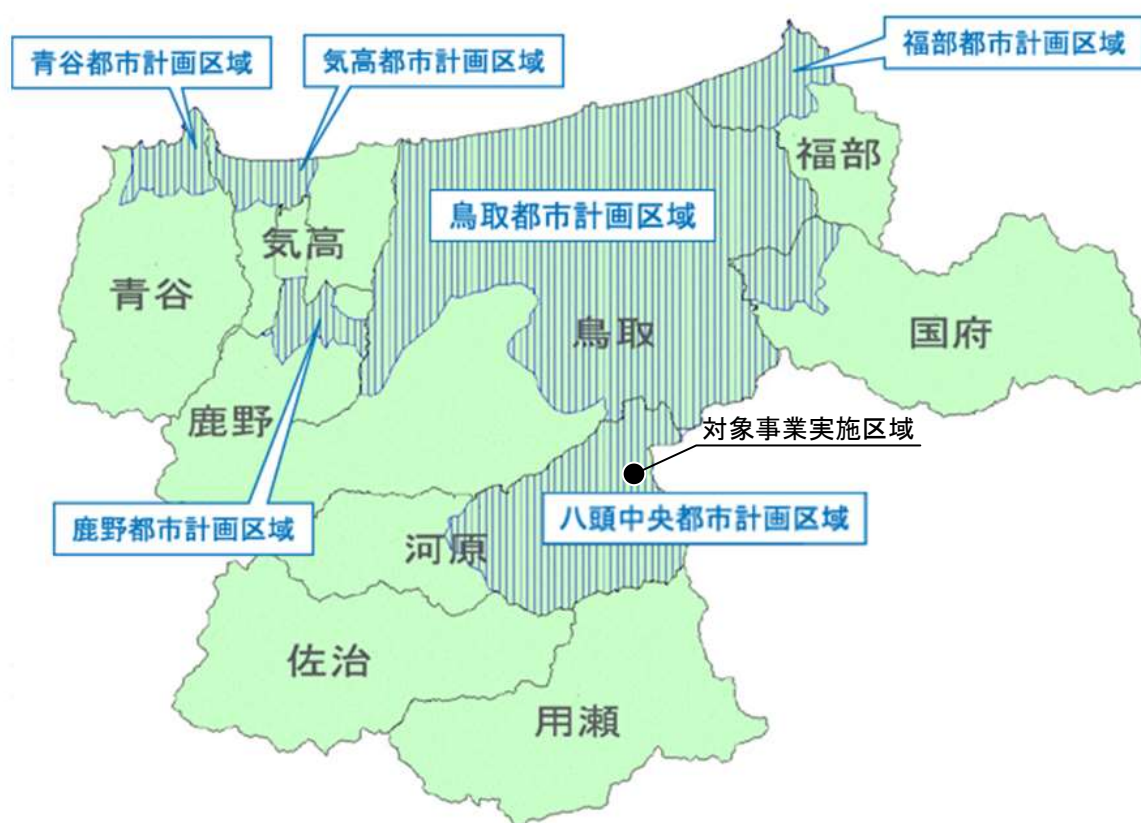 青谷都市計画区域
気高都市計画区域
福部都市計画区域
福部
鳥取都市計画区域
気高
青谷
鳥取
国府
鹿野
対象事業実施区域
鹿野都市計画区域
八頭中央都市計画区域
河原
佐治
用瀬